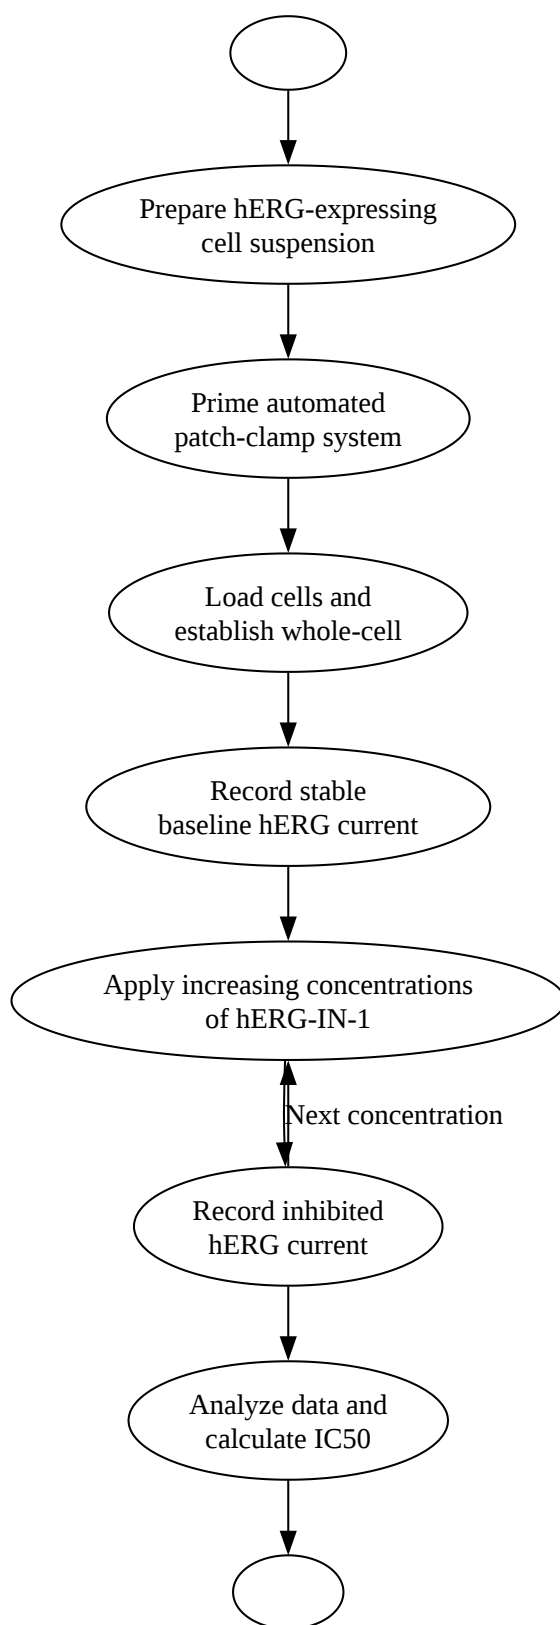 Prepare hERG-expressing
cell suspension
Prime automated
patch-clamp system
Load cells and
establish whole-cell
Record stable
baseline hERG current
Apply increasing concentrations
of hERG-IN-1
Next concentration
Record inhibited
hERG current
Analyze data and
calculate IC50